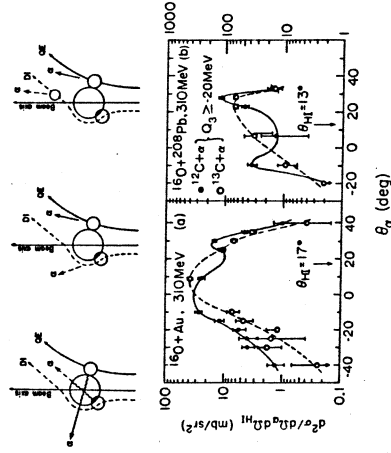 QE
DI
α
α
Beam axis
QE
DI
α
α
Beam axis
QE
DI
α
α
Beam axis
1000
100
10
¹⁶O+²⁰⁸Pb, 310MeV (b)
● ¹²C+α
○ ¹³C+α
} Q₃ ≥ -20MeV
θHI=13°
¹⁶O+Au, 310MeV (a)
θHI=17°
100
10
1
0.1
d²σ/dΩαdΩHI (mb/sr²)
-40
-20
0
20
40
-20
0
20
40
θα (deg)